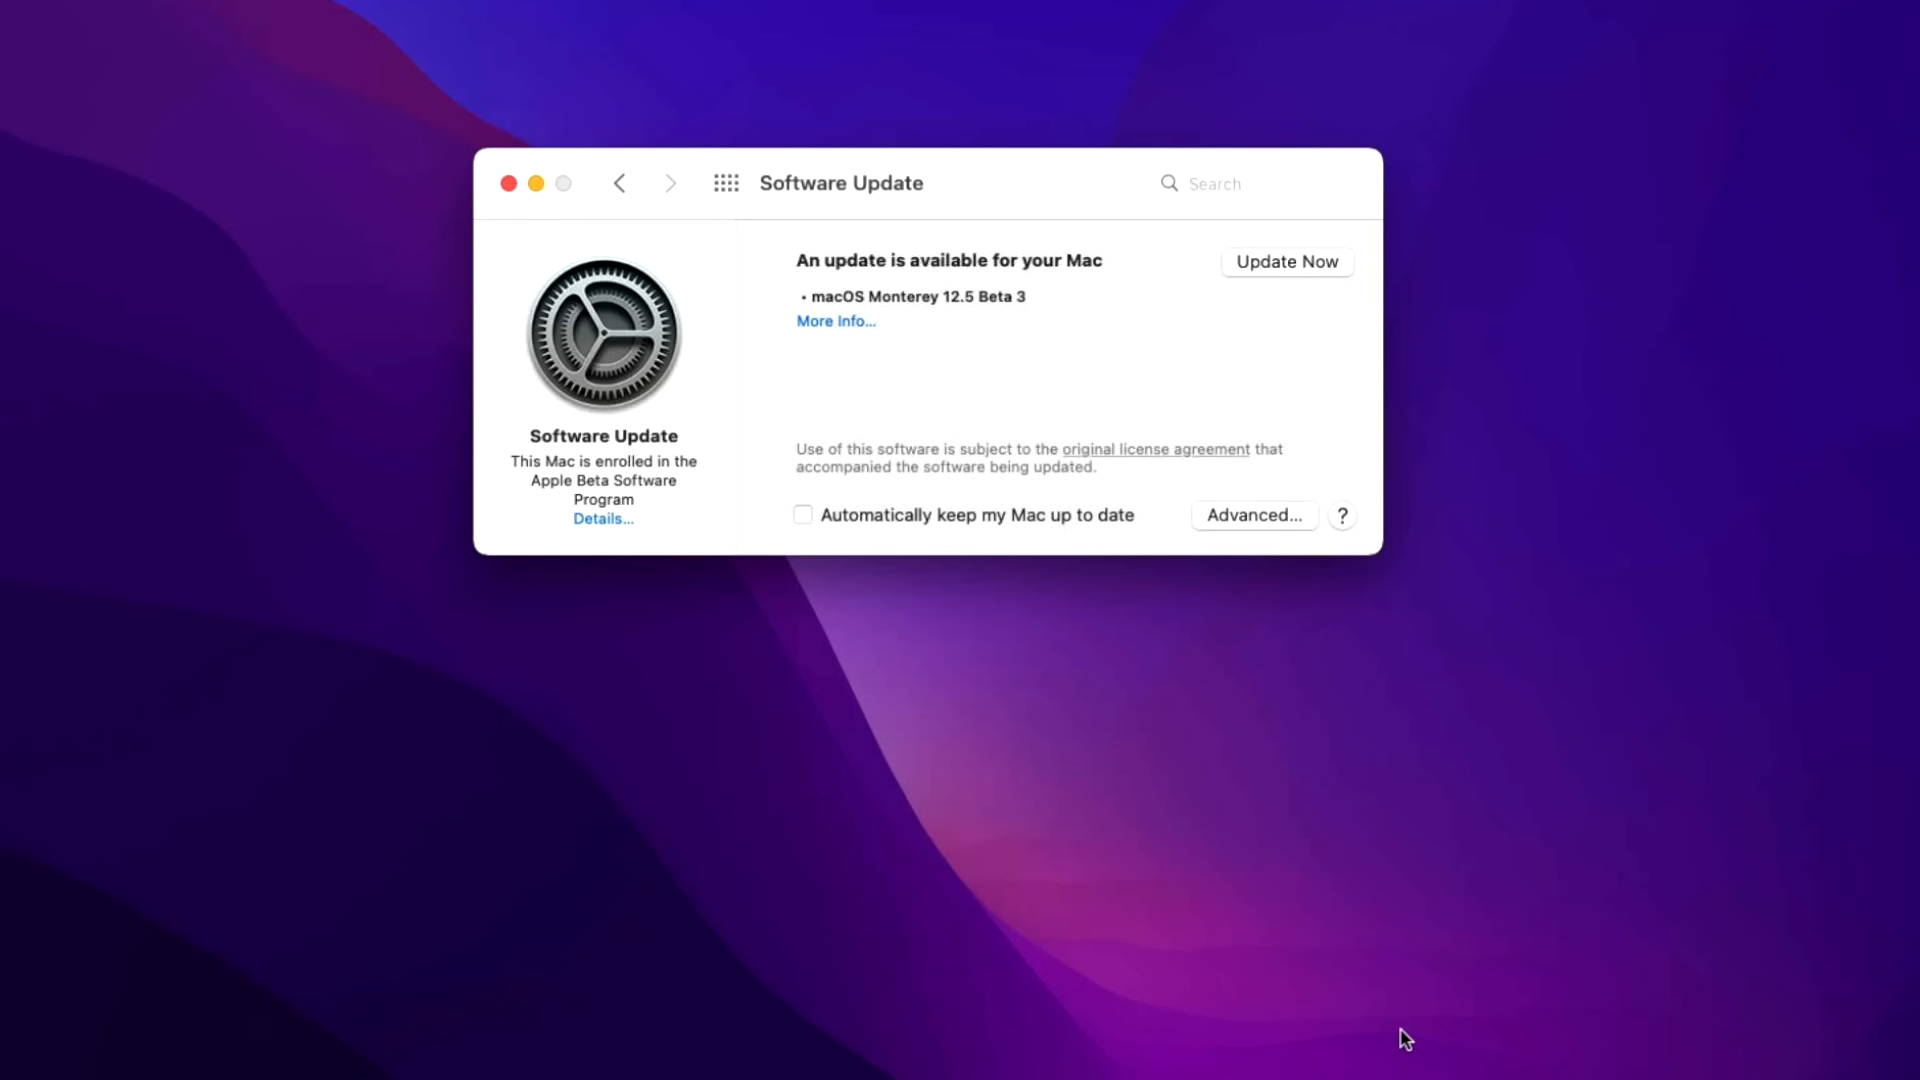 Software Update
Search
An update is available for your Mac
Update Now
• macOS Monterey 12.5 Beta 3
More Info...
Software Update
This Mac is enrolled in the
Apple Beta Software
Program
Details...
Use of this software is subject to the original license agreement that
accompanied the software being updated.
Automatically keep my Mac up to date
Advanced...
?